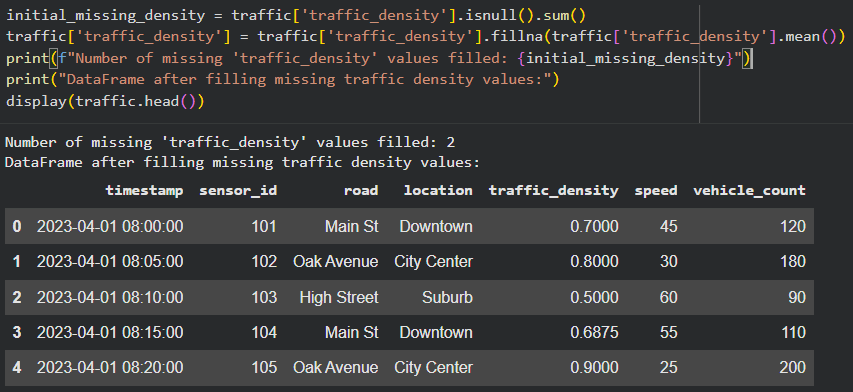 initial_missing_density = traffic['traffic_density'].isnull().sum()
traffic['traffic_density'] = traffic['traffic_density'].fillna(traffic['traffic_density'].mean())
print(f"Number of missing 'traffic_density' values filled: {initial_missing_density}")
print("DataFrame after filling missing traffic density values:")
display(traffic.head())
Number of missing 'traffic_density' values filled: 2
DataFrame after filling missing traffic density values:
timestamp sensor_id road location traffic_density speed vehicle_count
0 2023-04-01 08:00:00 101 Main St Downtown 0.7000 45 120
1 2023-04-01 08:05:00 102 Oak Avenue City Center 0.8000 30 180
2 2023-04-01 08:10:00 103 High Street Suburb 0.5000 60 90
3 2023-04-01 08:15:00 104 Main St Downtown 0.6875 55 110
4 2023-04-01 08:20:00 105 Oak Avenue City Center 0.9000 25 200